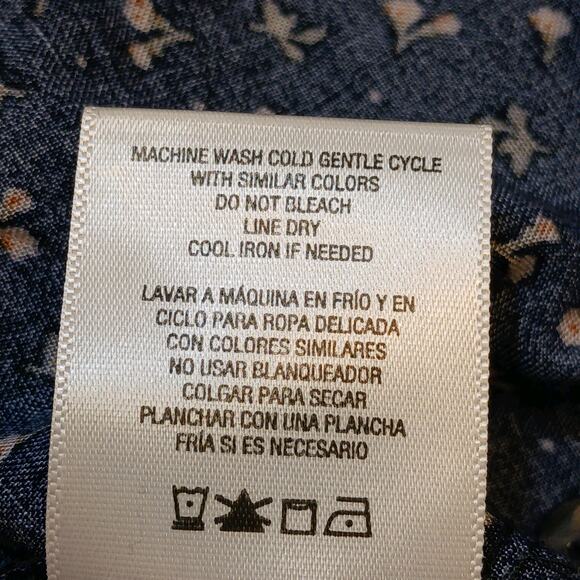 MACHINE WASH COLD GENTLE CYCLE
WITH SIMILAR COLORS
DO NOT BLEACH
LINE DRY
COOL IRON IF NEEDED
LAVAR A MÁQUINA EN FRÍO Y EN
CICLO PARA ROPA DELICADA
CON COLORES SIMILARES
NO USAR BLANQUEADOR
COLGAR PARA SECAR
PLANCHAR CON UNA PLANCHA
FRÍA SI ES NECESARIO